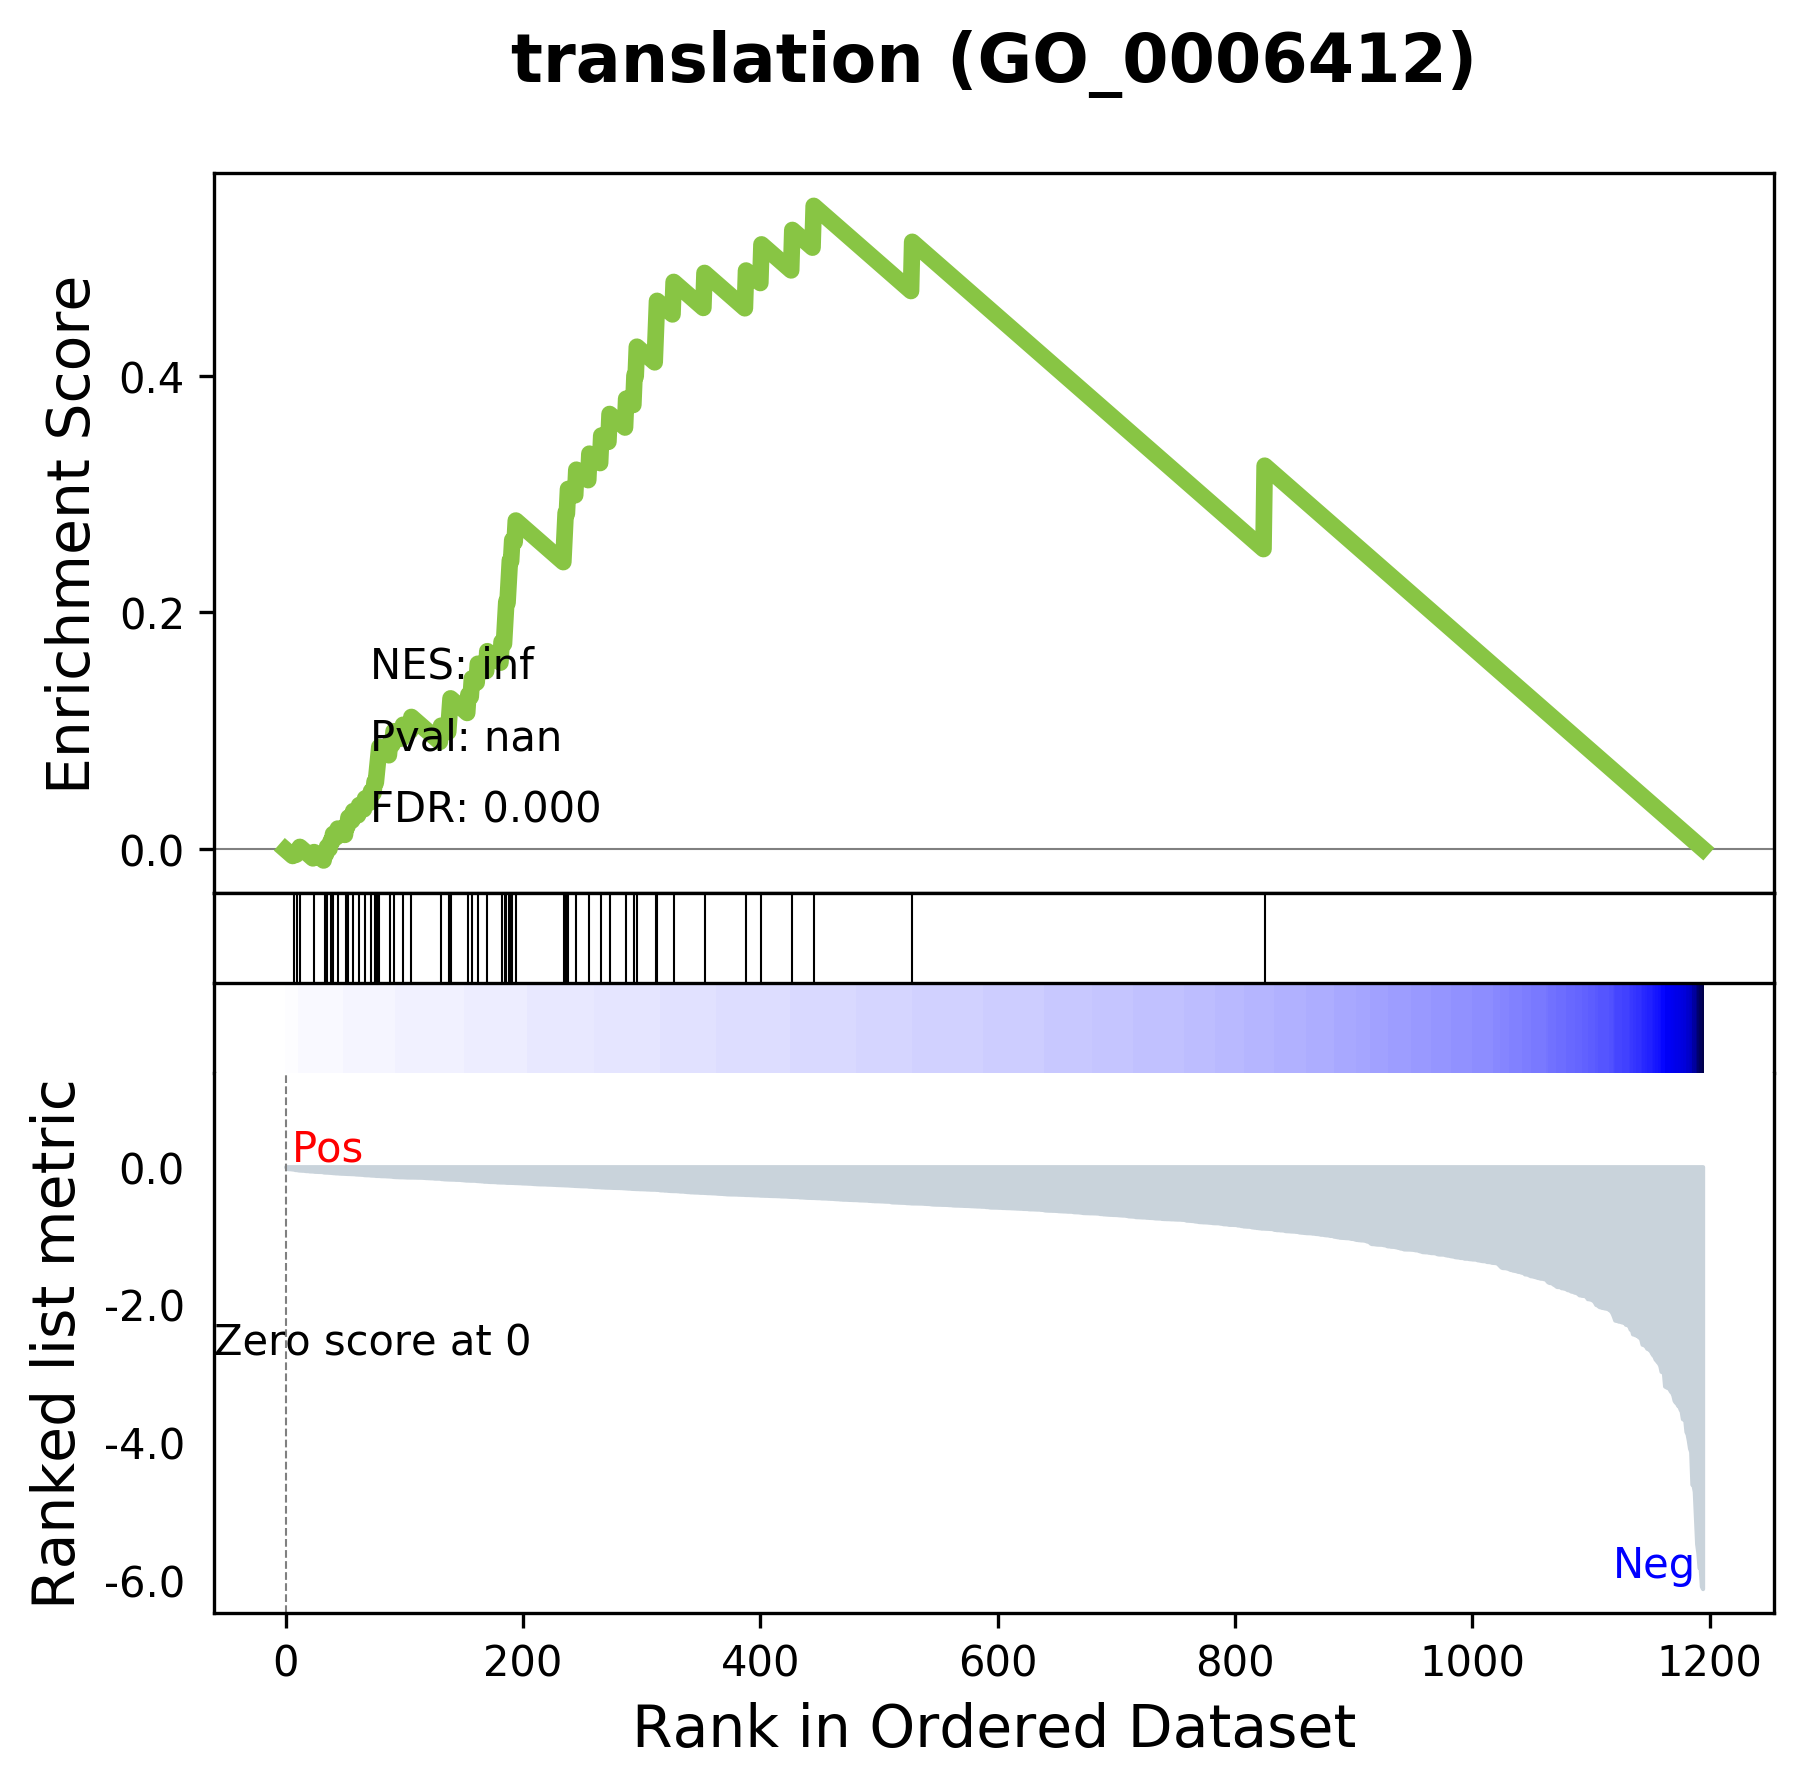 translation (GO_0006412)
Enrichment Score
0.4
0.2
0.0
NES: inf
Pval: nan
FDR: 0.000
Ranked list metric
Pos
0.0
-2.0
Zero score at 0
-4.0
-6.0
Neg
0 200 400 600 800 1000 1200
Rank in Ordered Dataset